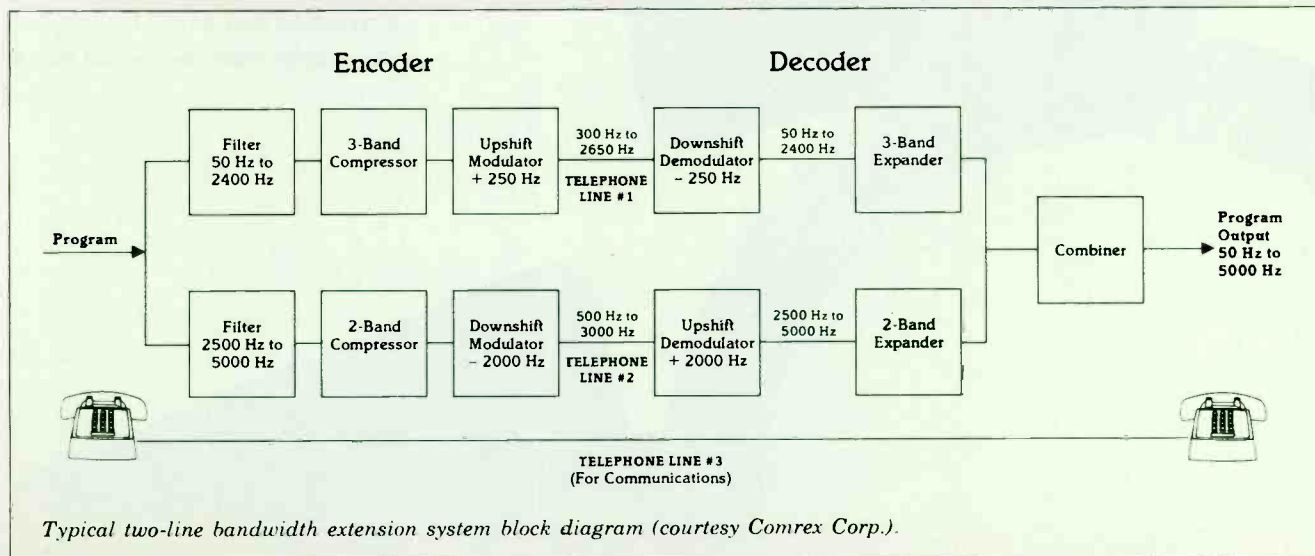 Encoder
Decoder
Program
Filter
50 Hz to
2400 Hz
3-Band
Compressor
Upshift
Modulator
+ 250 Hz
300 Hz to
2650 Hz
TELEPHONE
LINE #1
Downshift
Demodulator
– 250 Hz
50 Hz to
2400 Hz
3-Band
Expander
Combiner
Program
Output
50 Hz to
5000 Hz
Filter
2500 Hz to
5000 Hz
2-Band
Compressor
Downshift
Modulator
– 2000 Hz
500 Hz to
3000 Hz
TELEPHONE
LINE #2
Upshift
Demodulator
+ 2000 Hz
2500 Hz to
5000 Hz
2-Band
Expander
TELEPHONE LINE #3
(For Communications)
Typical two-line bandwidth extension system block diagram (courtesy Comrex Corp.).